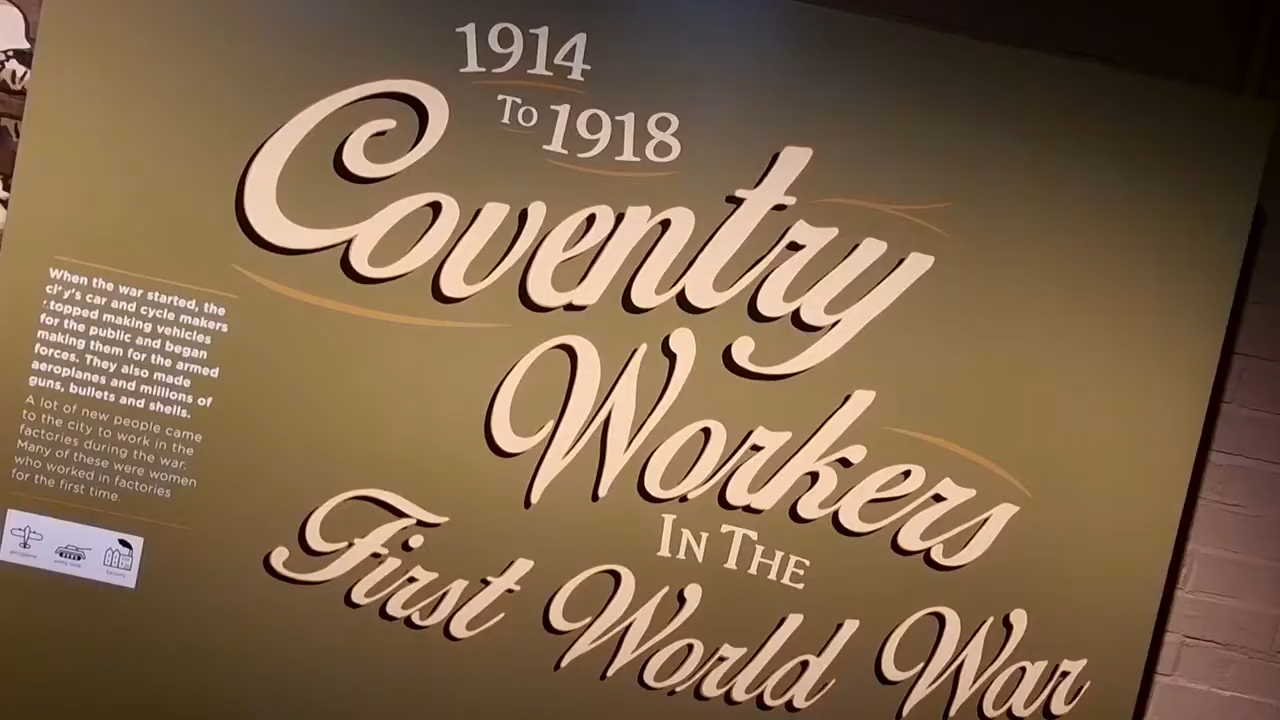 1914
To 1918
Coventry
Workers
In The
First World War
When the war started, the
city's car and cycle makers
stopped making vehicles
for the public and began
making them for the armed
forces. They also made
aeroplanes and millions of
guns, bullets and shells.
A lot of new people came
to the city to work in the
factories during the war.
Many of these were women
who worked in factories
for the first time.